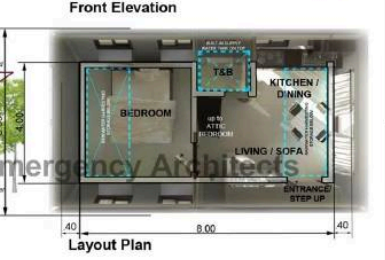 Front Elevation
T&B
KITCHEN /
DINING
BEDROOM
up to
ATTIC
BEDROOM
LIVING / SOFA
mergency Architects
ENTRANCE/
STEP UP
4.00
.40
8.00
.40
Layout Plan